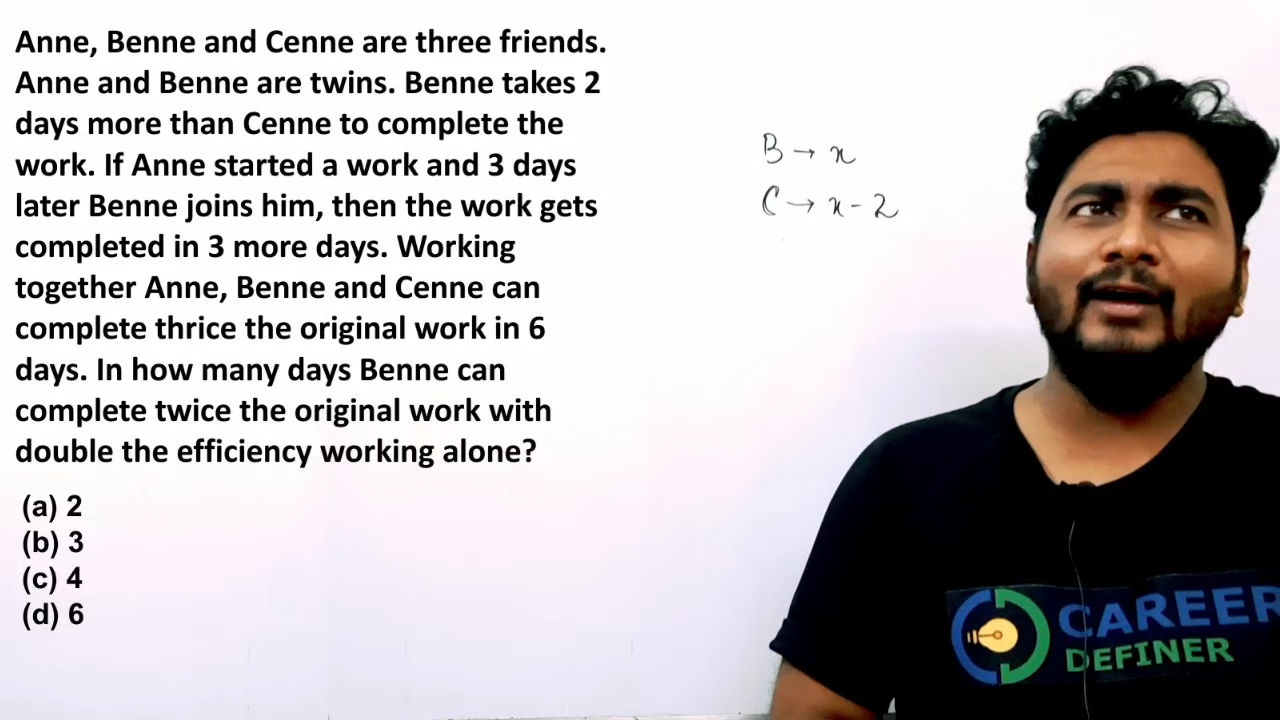 Anne, Benne and Cenne are three friends.
Anne and Benne are twins. Benne takes 2
days more than Cenne to complete the
work. If Anne started a work and 3 days
later Benne joins him, then the work gets
completed in 3 more days. Working
together Anne, Benne and Cenne can
complete thrice the original work in 6
days. In how many days Benne can
complete twice the original work with
double the efficiency working alone?
(a) 2
(b) 3
(c) 4
(d) 6
B → x
C → x - 2
CAREER
DEFINER